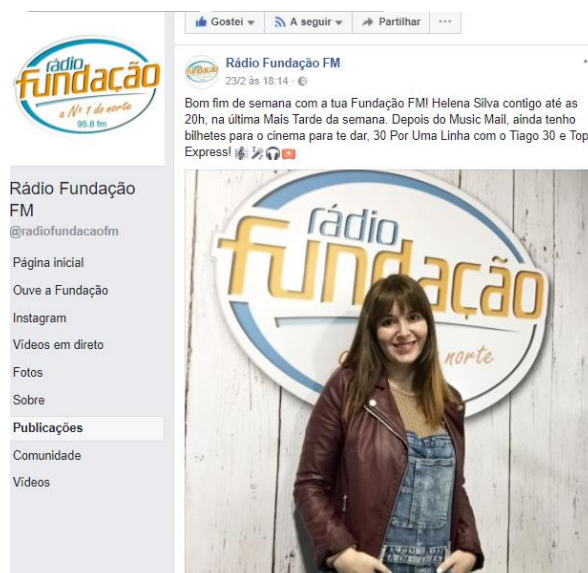 rádio
fundação
a Nº 1 do norte
95.8 fm
Rádio Fundação
FM
@radiofundacaofm
Página inicial
Ouve a Fundação
Instagram
Vídeos em direto
Fotos
Sobre
Publicações
Comunidade
Vídeos
Gostei
A seguir
Partilhar
Rádio Fundação FM
23/2 às 18:14
Bom fim de semana com a tua Fundação FM! Helena Silva contigo até as
20h, na última Mais Tarde da semana. Depois do Music Mail, ainda tenho
bilhetes para o cinema para te dar, 30 Por Uma Linha com o Tiago 30 e Top
Express!
rádio
fundação
norte